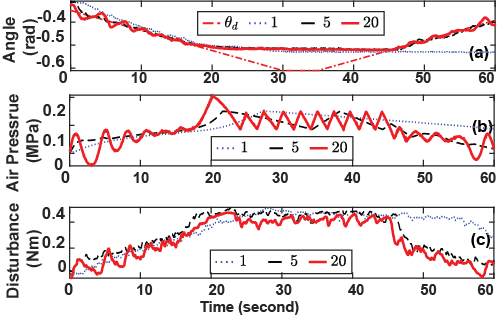 -0.4
-0.5
-0.6
Angle
(rad)
θd 1 5 20
(a)
0 10 20 30 40 50 60
0.2
0.1
0
Air Pressrue
(MPa)
(b)
1 5 20
0 10 20 30 40 50 60
0.4
0.2
0
Disturbance
(Nm)
(c)
1 5 20
0 10 20 30 40 50 60
Time (second)